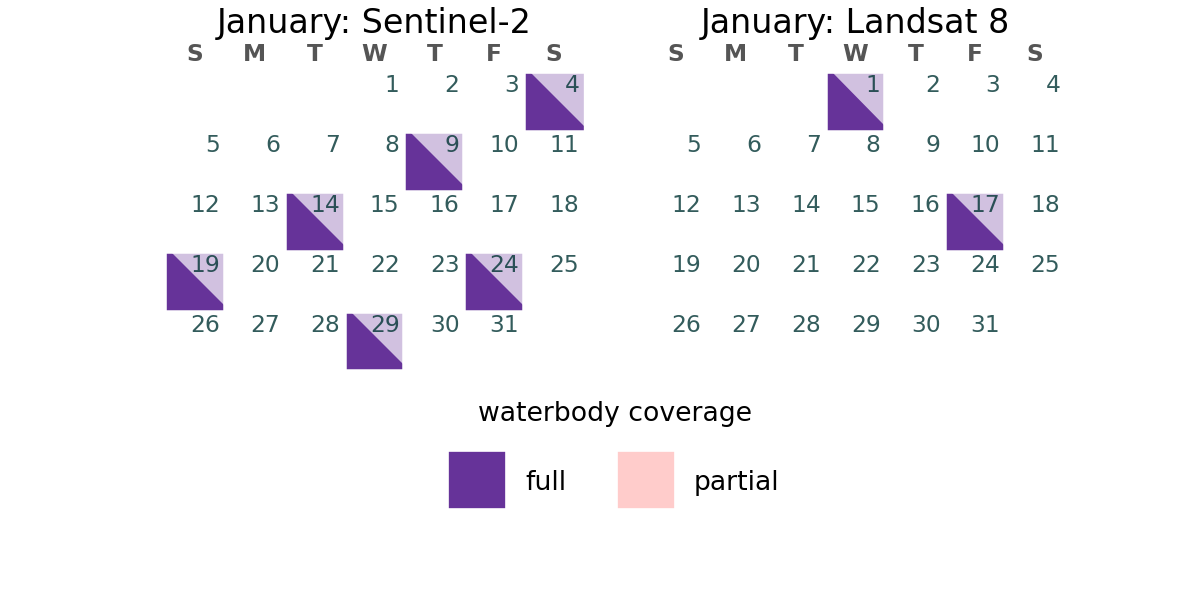 January: Sentinel-2
S M T W T F S
1 2 3 4
5 6 7 8 9 10 11
12 13 14 15 16 17 18
19 20 21 22 23 24 25
26 27 28 29 30 31
January: Landsat 8
S M T W T F S
1 2 3 4
5 6 7 8 9 10 11
12 13 14 15 16 17 18
19 20 21 22 23 24 25
26 27 28 29 30 31
waterbody coverage
full partial